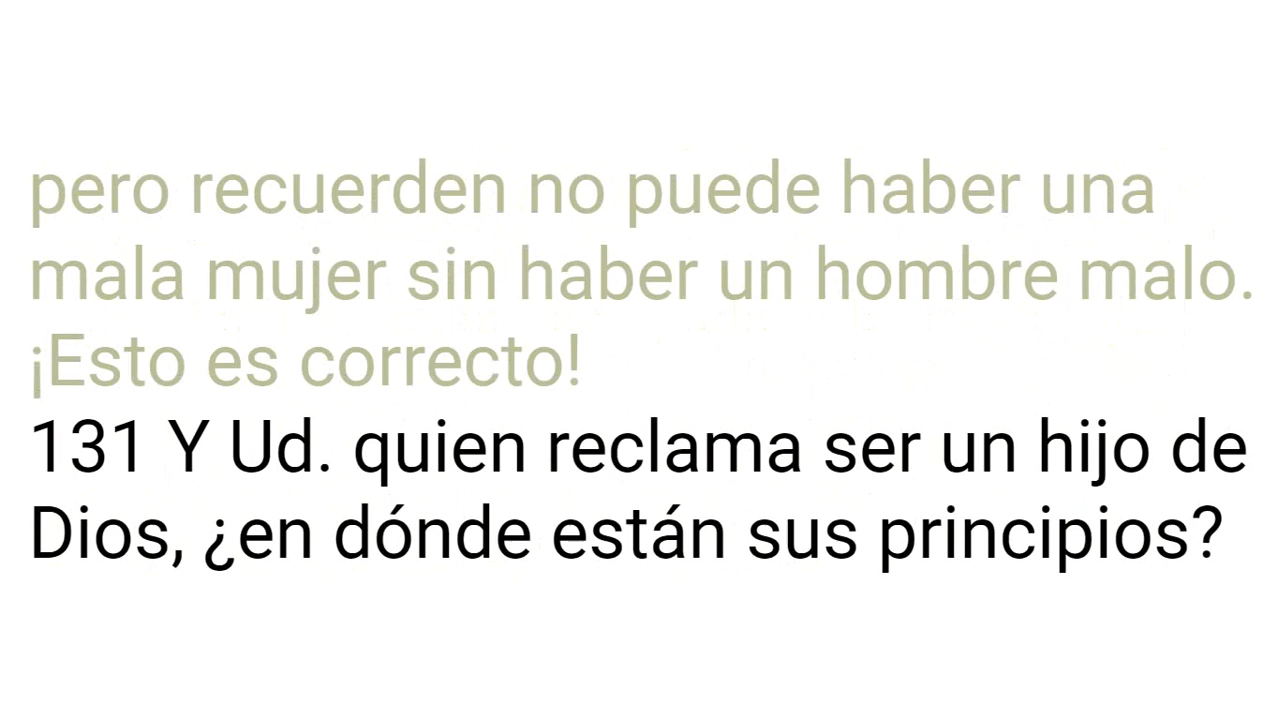 pero recuerden no puede haber una
mala mujer sin haber un hombre malo.
¡Esto es correcto!
131 Y Ud. quien reclama ser un hijo de
Dios, ¿en dónde están sus principios?